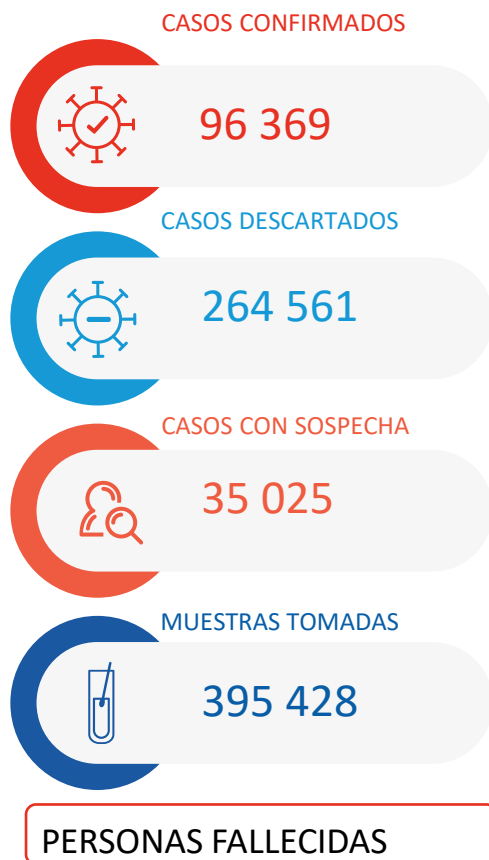 CASOS CONFIRMADOS
96 369
CASOS DESCARTADOS
264 561
CASOS CON SOSPECHA
35 025
MUESTRAS TOMADAS
395 428
PERSONAS FALLECIDAS